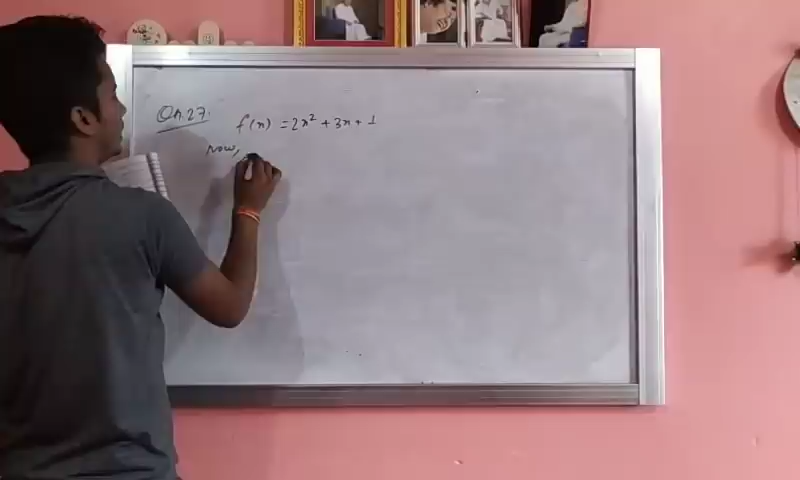 Qn.27.
f(x) = 2x² + 3x + 1
Now,